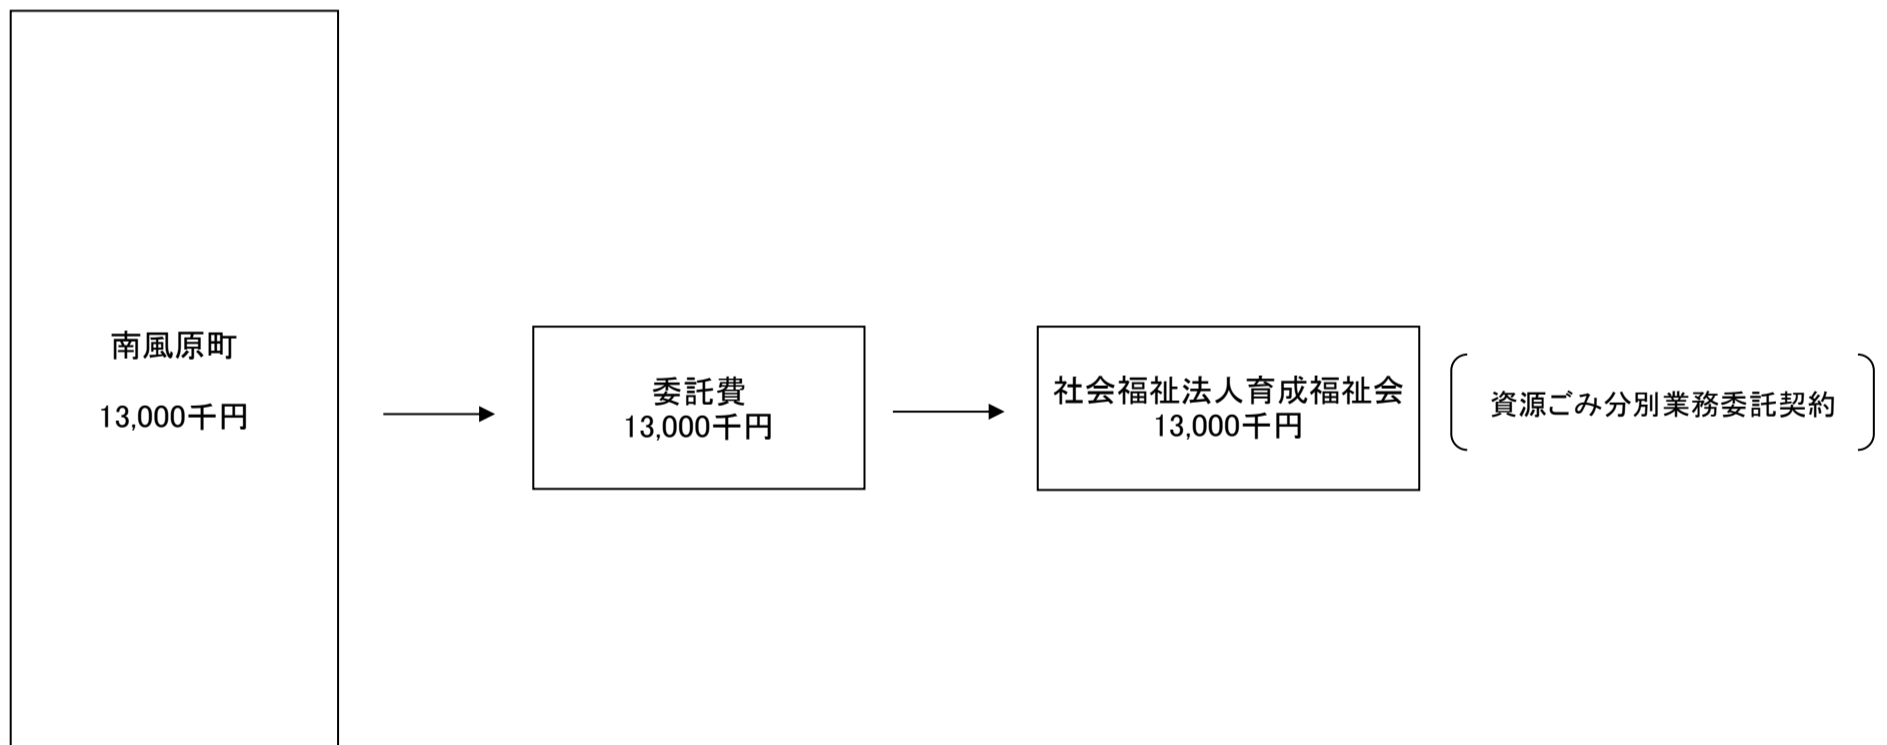 南風原町
13,000千円
委託費
13,000千円
社会福祉法人育成福祉会
13,000千円
資源ごみ分別業務委託契約